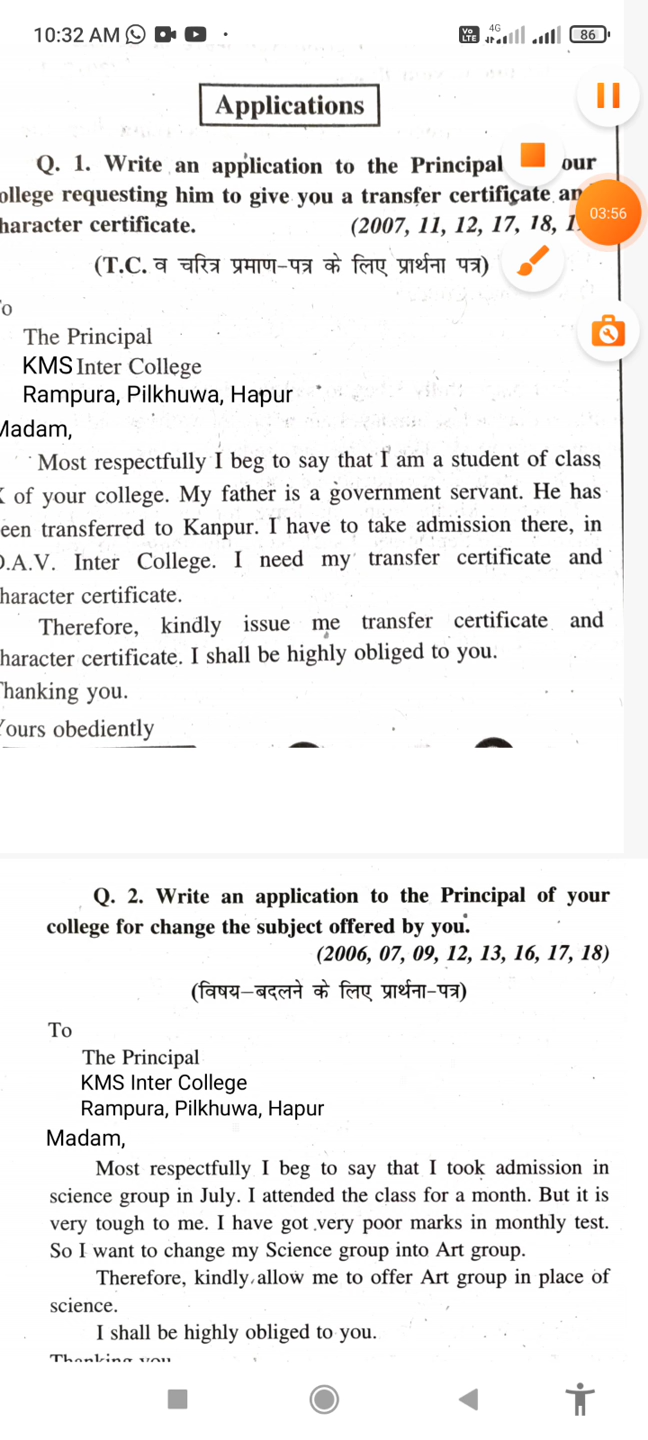 10:32 AM
Vo LTE 4G 86
Applications
Q. 1. Write an application to the Principal our
ollege requesting him to give you a transfer certificate an
haracter certificate. (2007, 11, 12, 17, 18, 1
03:56
(T.C. व चरित्र प्रमाण-पत्र के लिए प्रार्थना पत्र)
o
The Principal
KMS Inter College
Rampura, Pilkhuwa, Hapur
Madam,
Most respectfully I beg to say that I am a student of class
of your college. My father is a government servant. He has
een transferred to Kanpur. I have to take admission there, in
D.A.V. Inter College. I need my transfer certificate and
haracter certificate.
Therefore, kindly issue me transfer certificate and
haracter certificate. I shall be highly obliged to you.
Thanking you.
Yours obediently
Q. 2. Write an application to the Principal of your
college for change the subject offered by you.
(2006, 07, 09, 12, 13, 16, 17, 18)
(विषय–बदलने के लिए प्रार्थना-पत्र)
To
The Principal
KMS Inter College
Rampura, Pilkhuwa, Hapur
Madam,
Most respectfully I beg to say that I took admission in
science group in July. I attended the class for a month. But it is
very tough to me. I have got very poor marks in monthly test.
So I want to change my Science group into Art group.
Therefore, kindly allow me to offer Art group in place of
science.
I shall be highly obliged to you.
Thanking you